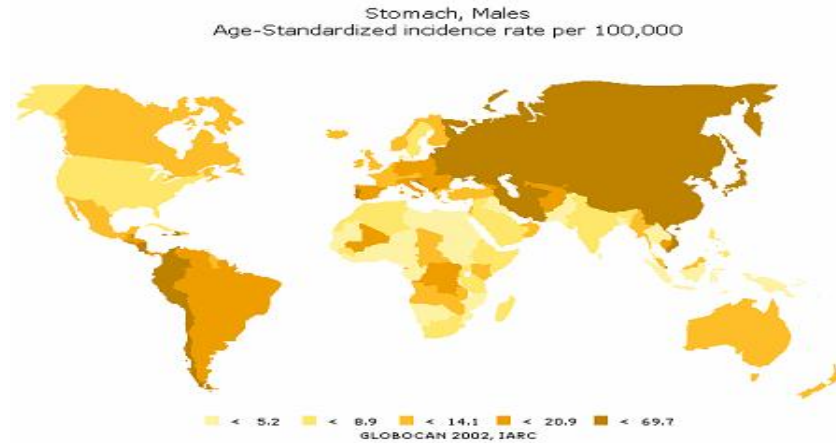 Stomach, Males
Age-Standardized incidence rate per 100,000
< 5.2 < 8.9 < 14.1 < 20.9 < 69.7
GLOBOCAN 2002, IARC